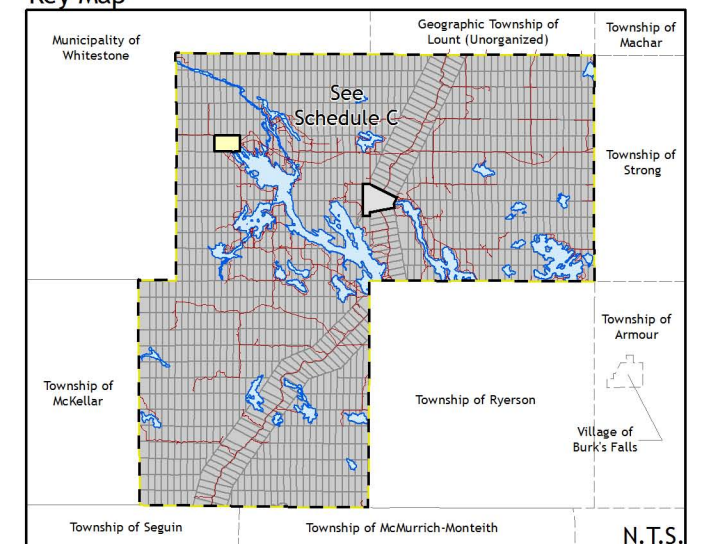 Key Map
Municipality of
Whitestone
Geographic Township of
Lount (Unorganized)
Township of
Machar
See
Schedule C
Township of
Strong
Township of
Armour
Township of
McKellar
Township of Ryerson
Village of
Burk's Falls
Township of Seguin
Township of McMurrich-Monteith
N.T.S.